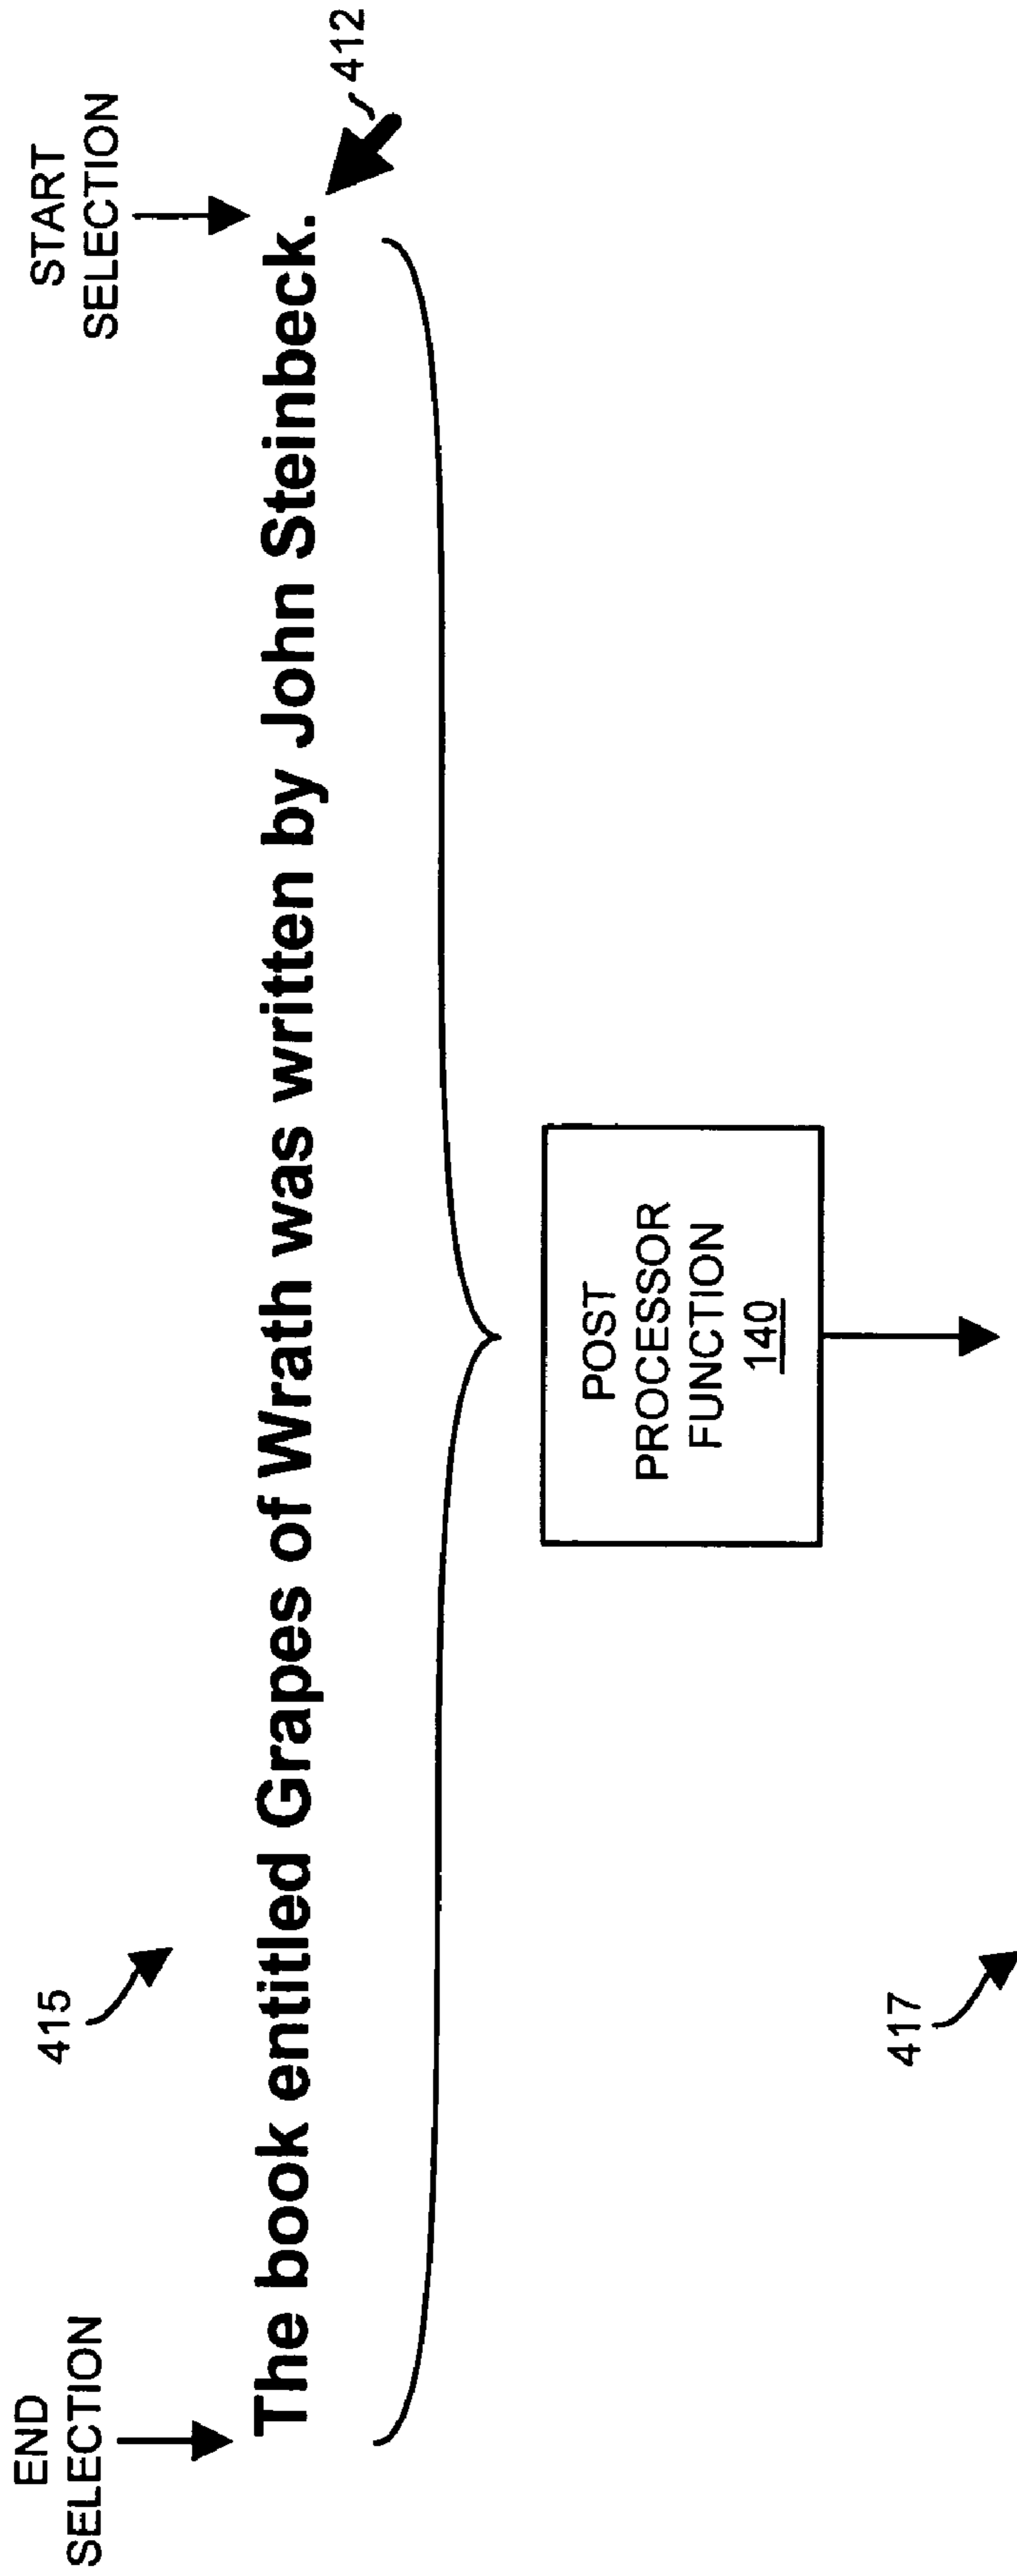 END
SELECTION
415
START
SELECTION
The book entitled Grapes of Wrath was written by John Steinbeck.
412
POST
PROCESSOR
FUNCTION
140
417